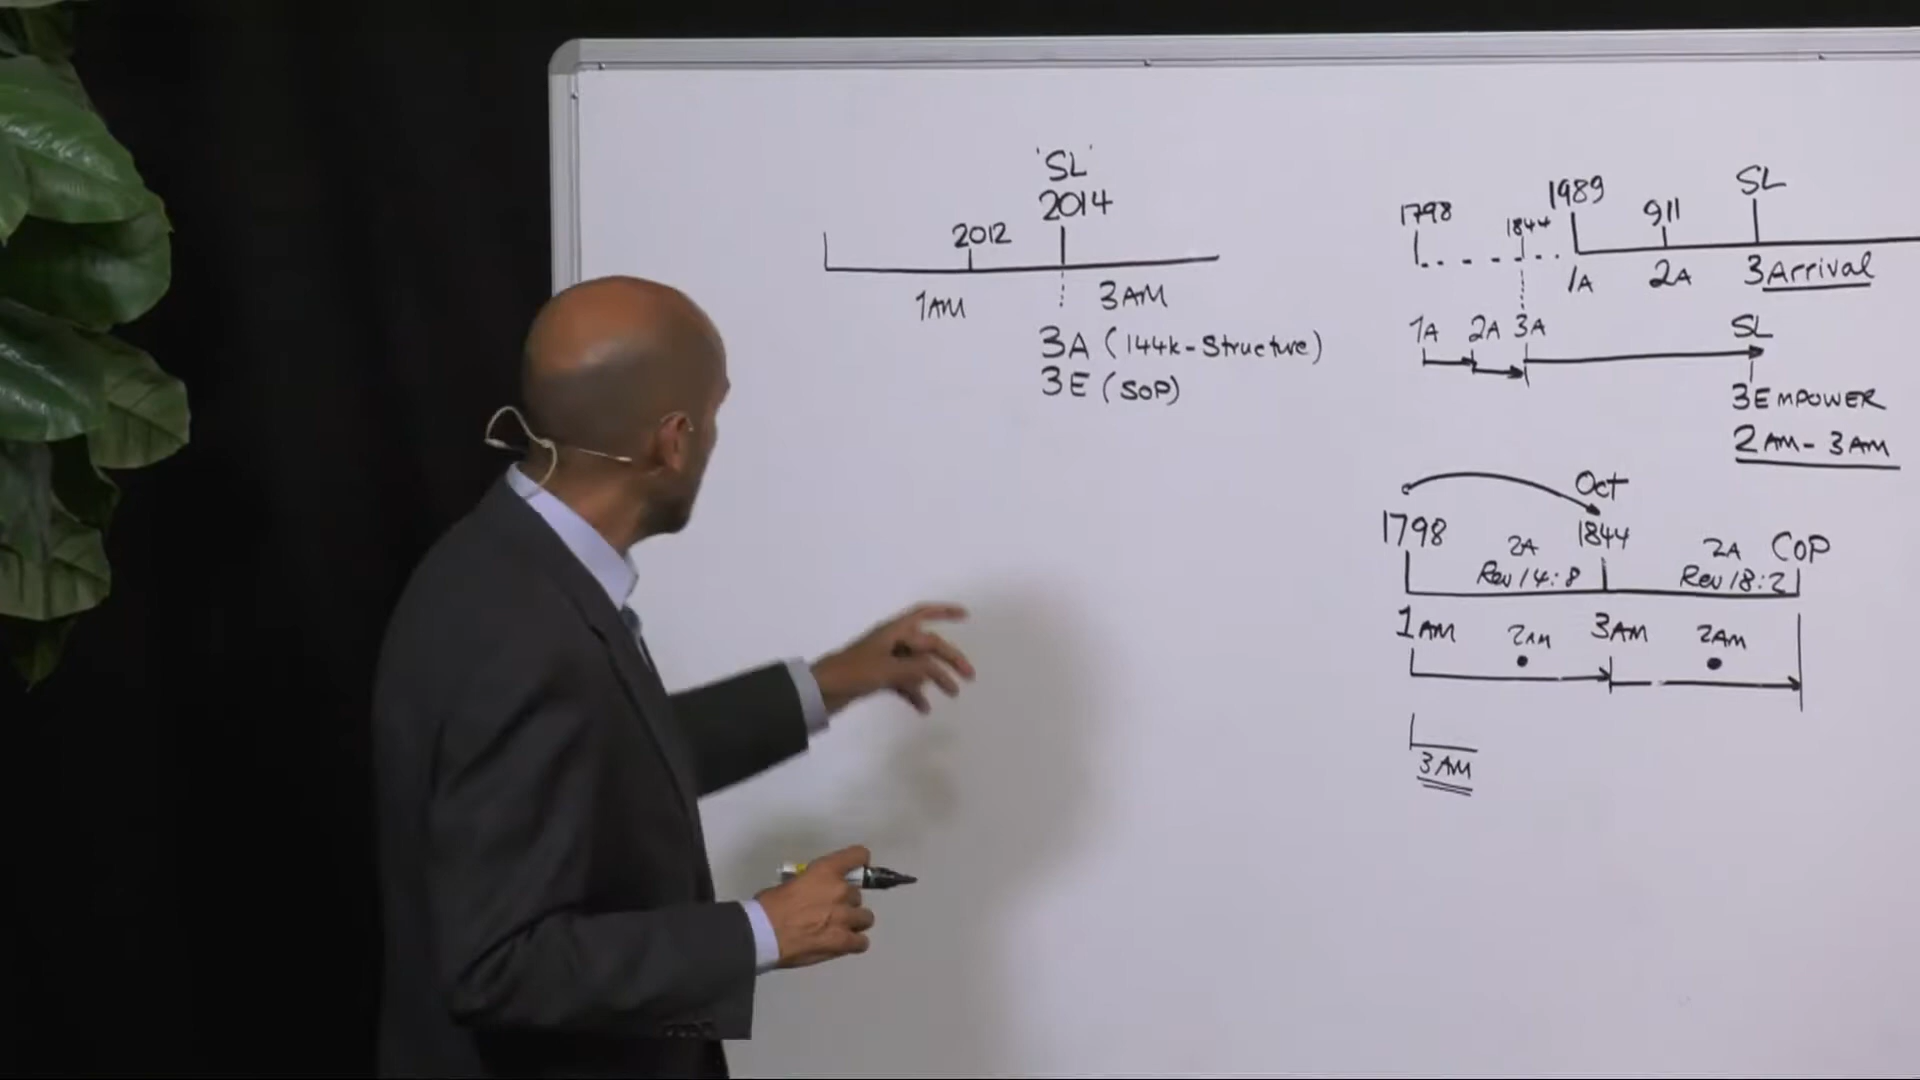 'SL'
2014
2012
1AM 3AM
3A (144k-Structure)
3E (SOP)
1798 1844 1989 911 SL
1A 2A 3Arrival
1A 2A 3A SL
3EMPOWER
2AM-3AM
Oct
1798 2A 1844 2A COP
Rev 14:8 Rev 18:2
1AM 2AM 3AM 2AM
3AM